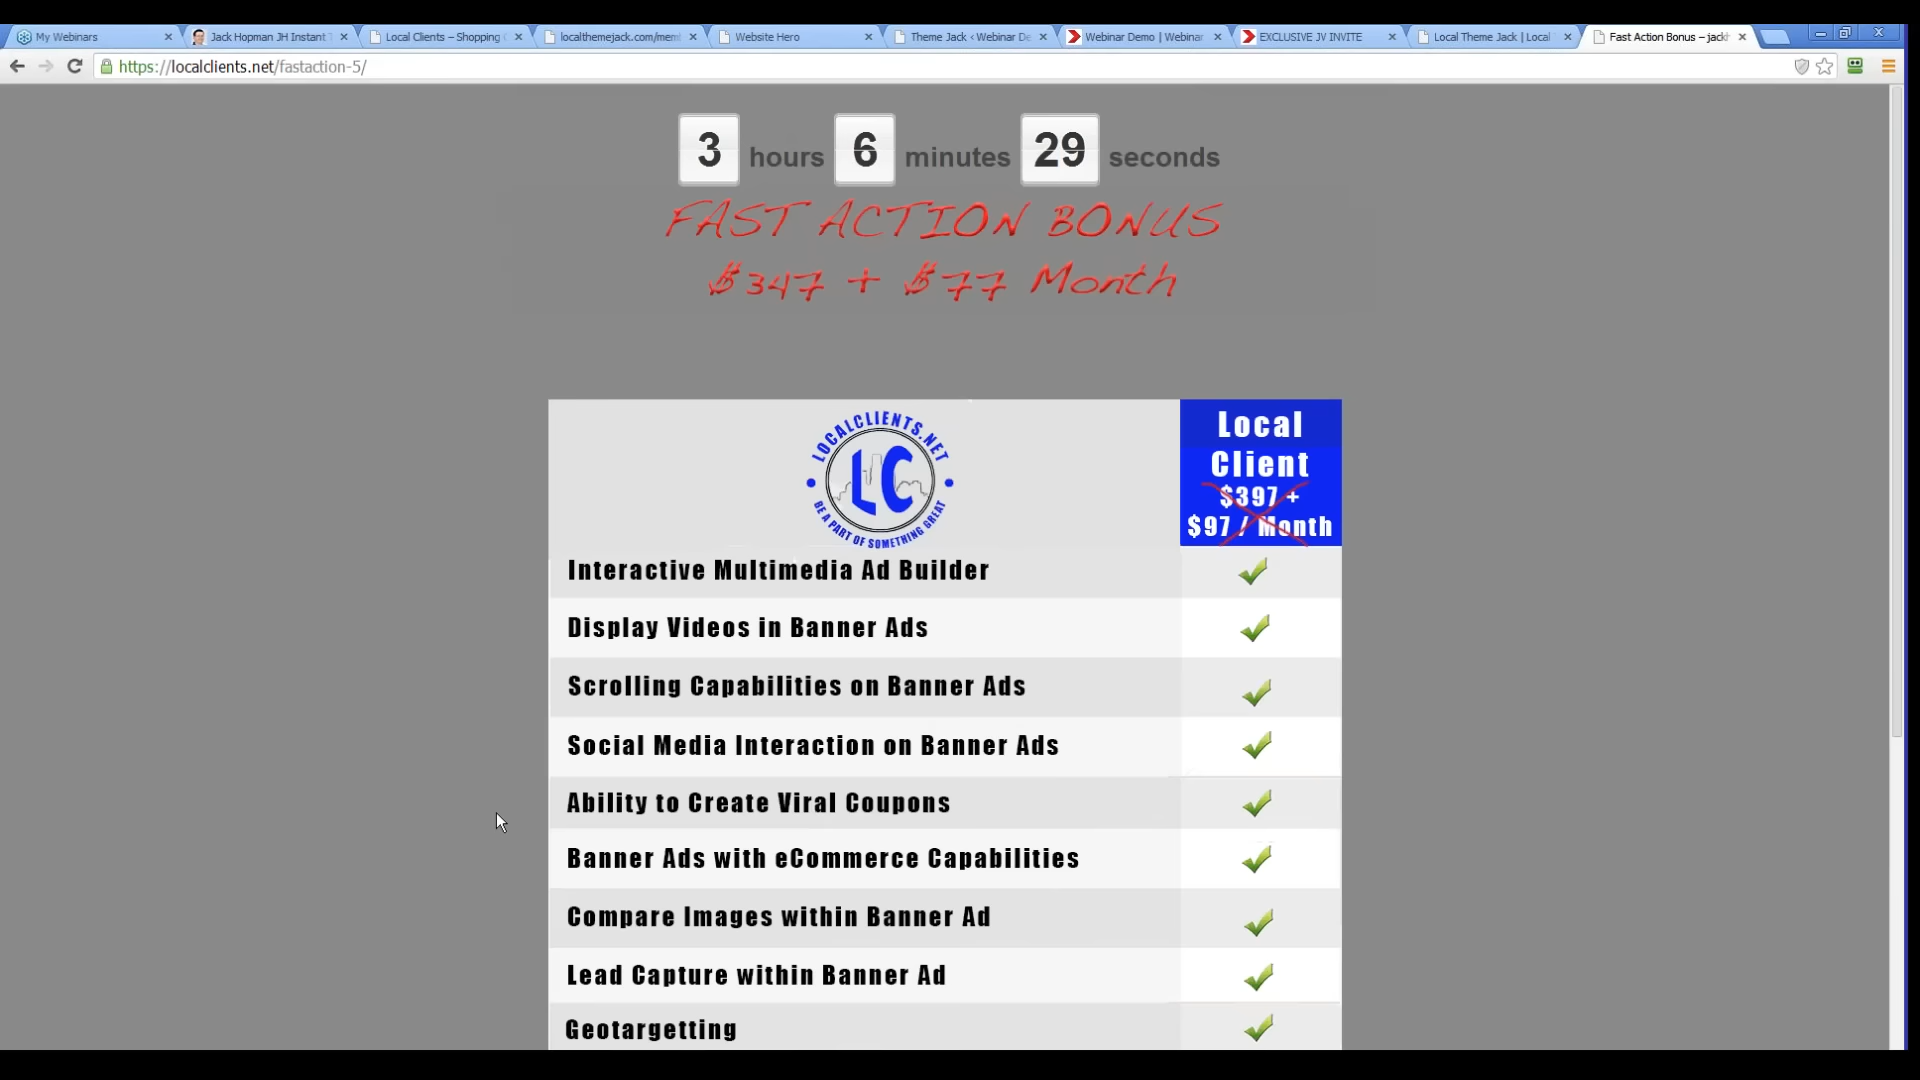 My Webinars
Jack Hopman JH Instant T
Local Clients – Shopping C
localthemejack.com/mem
Website Hero
Theme Jack ‹ Webinar De
Webinar Demo | Webinar
EXCLUSIVE JV INVITE
Local Theme Jack | Local
Fast Action Bonus – jackh
https://localclients.net/fastaction-5/
3 hours 6 minutes 29 seconds
FAST ACTION BONUS
$347 + $77 Month
LOCALCLIENTS.NET
LC
BE A PART OF SOMETHING GREAT
Local
Client
$397 +
$97 / Month
Interactive Multimedia Ad Builder
Display Videos in Banner Ads
Scrolling Capabilities on Banner Ads
Social Media Interaction on Banner Ads
Ability to Create Viral Coupons
Banner Ads with eCommerce Capabilities
Compare Images within Banner Ad
Lead Capture within Banner Ad
Geotargetting